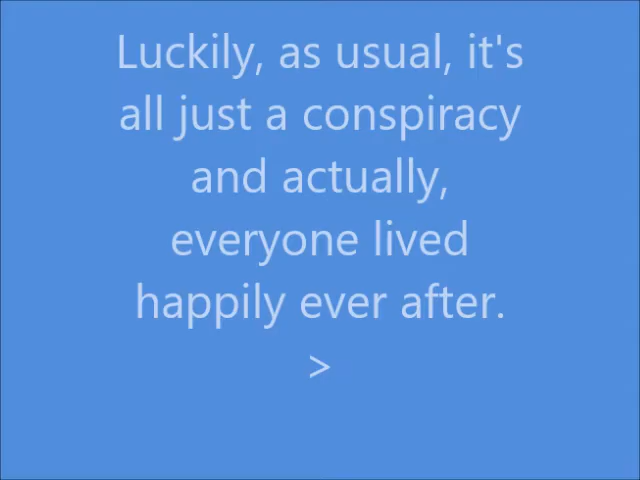 Luckily, as usual, it's
all just a conspiracy
and actually,
everyone lived
happily ever after.
>